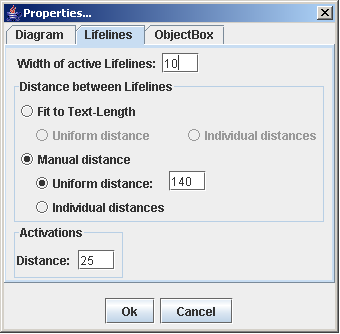 Properties...
Diagram Lifelines ObjectBox
Width of active Lifelines: 10
Distance between Lifelines
Fit to Text-Length
Uniform distance Individual distances
Manual distance
Uniform distance: 140
Individual distances
Activations
Distance: 25
Ok Cancel